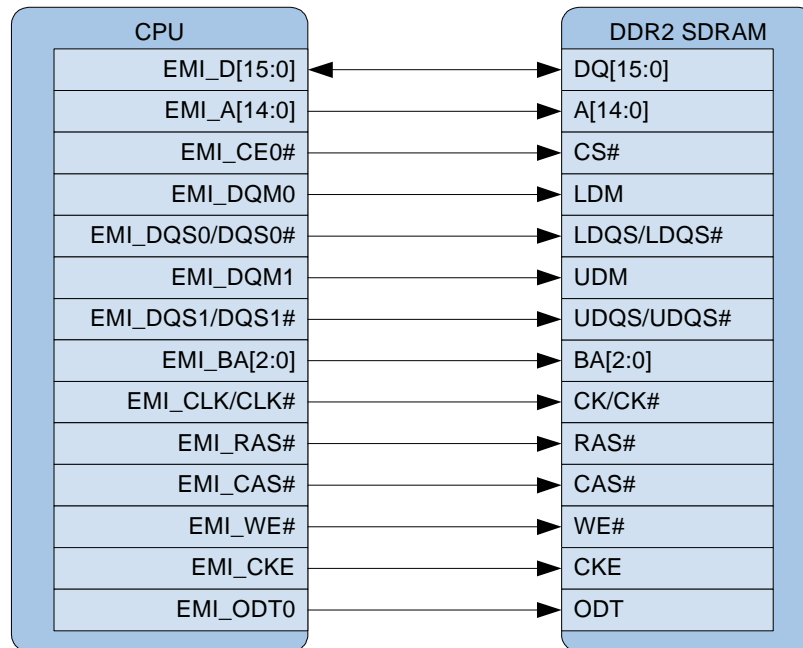 CPU DDR2 SDRAM
EMI_D[15:0] DQ[15:0]
EMI_A[14:0] A[14:0]
EMI_CE0# CS#
EMI_DQM0 LDM
EMI_DQS0/DQS0# LDQS/LDQS#
EMI_DQM1 UDM
EMI_DQS1/DQS1# UDQS/UDQS#
EMI_BA[2:0] BA[2:0]
EMI_CLK/CLK# CK/CK#
EMI_RAS# RAS#
EMI_CAS# CAS#
EMI_WE# WE#
EMI_CKE CKE
EMI_ODT0 ODT